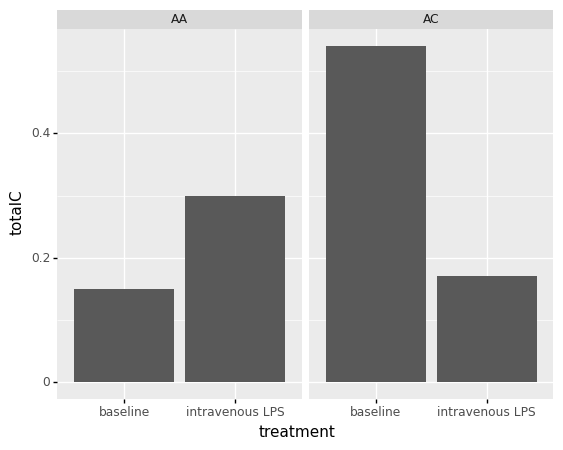 AA AC
totalC
0.4
0.2
0
baseline intravenous LPS baseline intravenous LPS
treatment